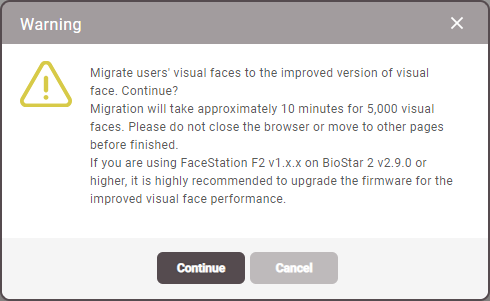 Warning
Migrate users' visual faces to the improved version of visual
face. Continue?
Migration will take approximately 10 minutes for 5,000 visual
faces. Please do not close the browser or move to other pages
before finished.
If you are using FaceStation F2 v1.x.x on BioStar 2 v2.9.0 or
higher, it is highly recommended to upgrade the firmware for the
improved visual face performance.
Continue
Cancel